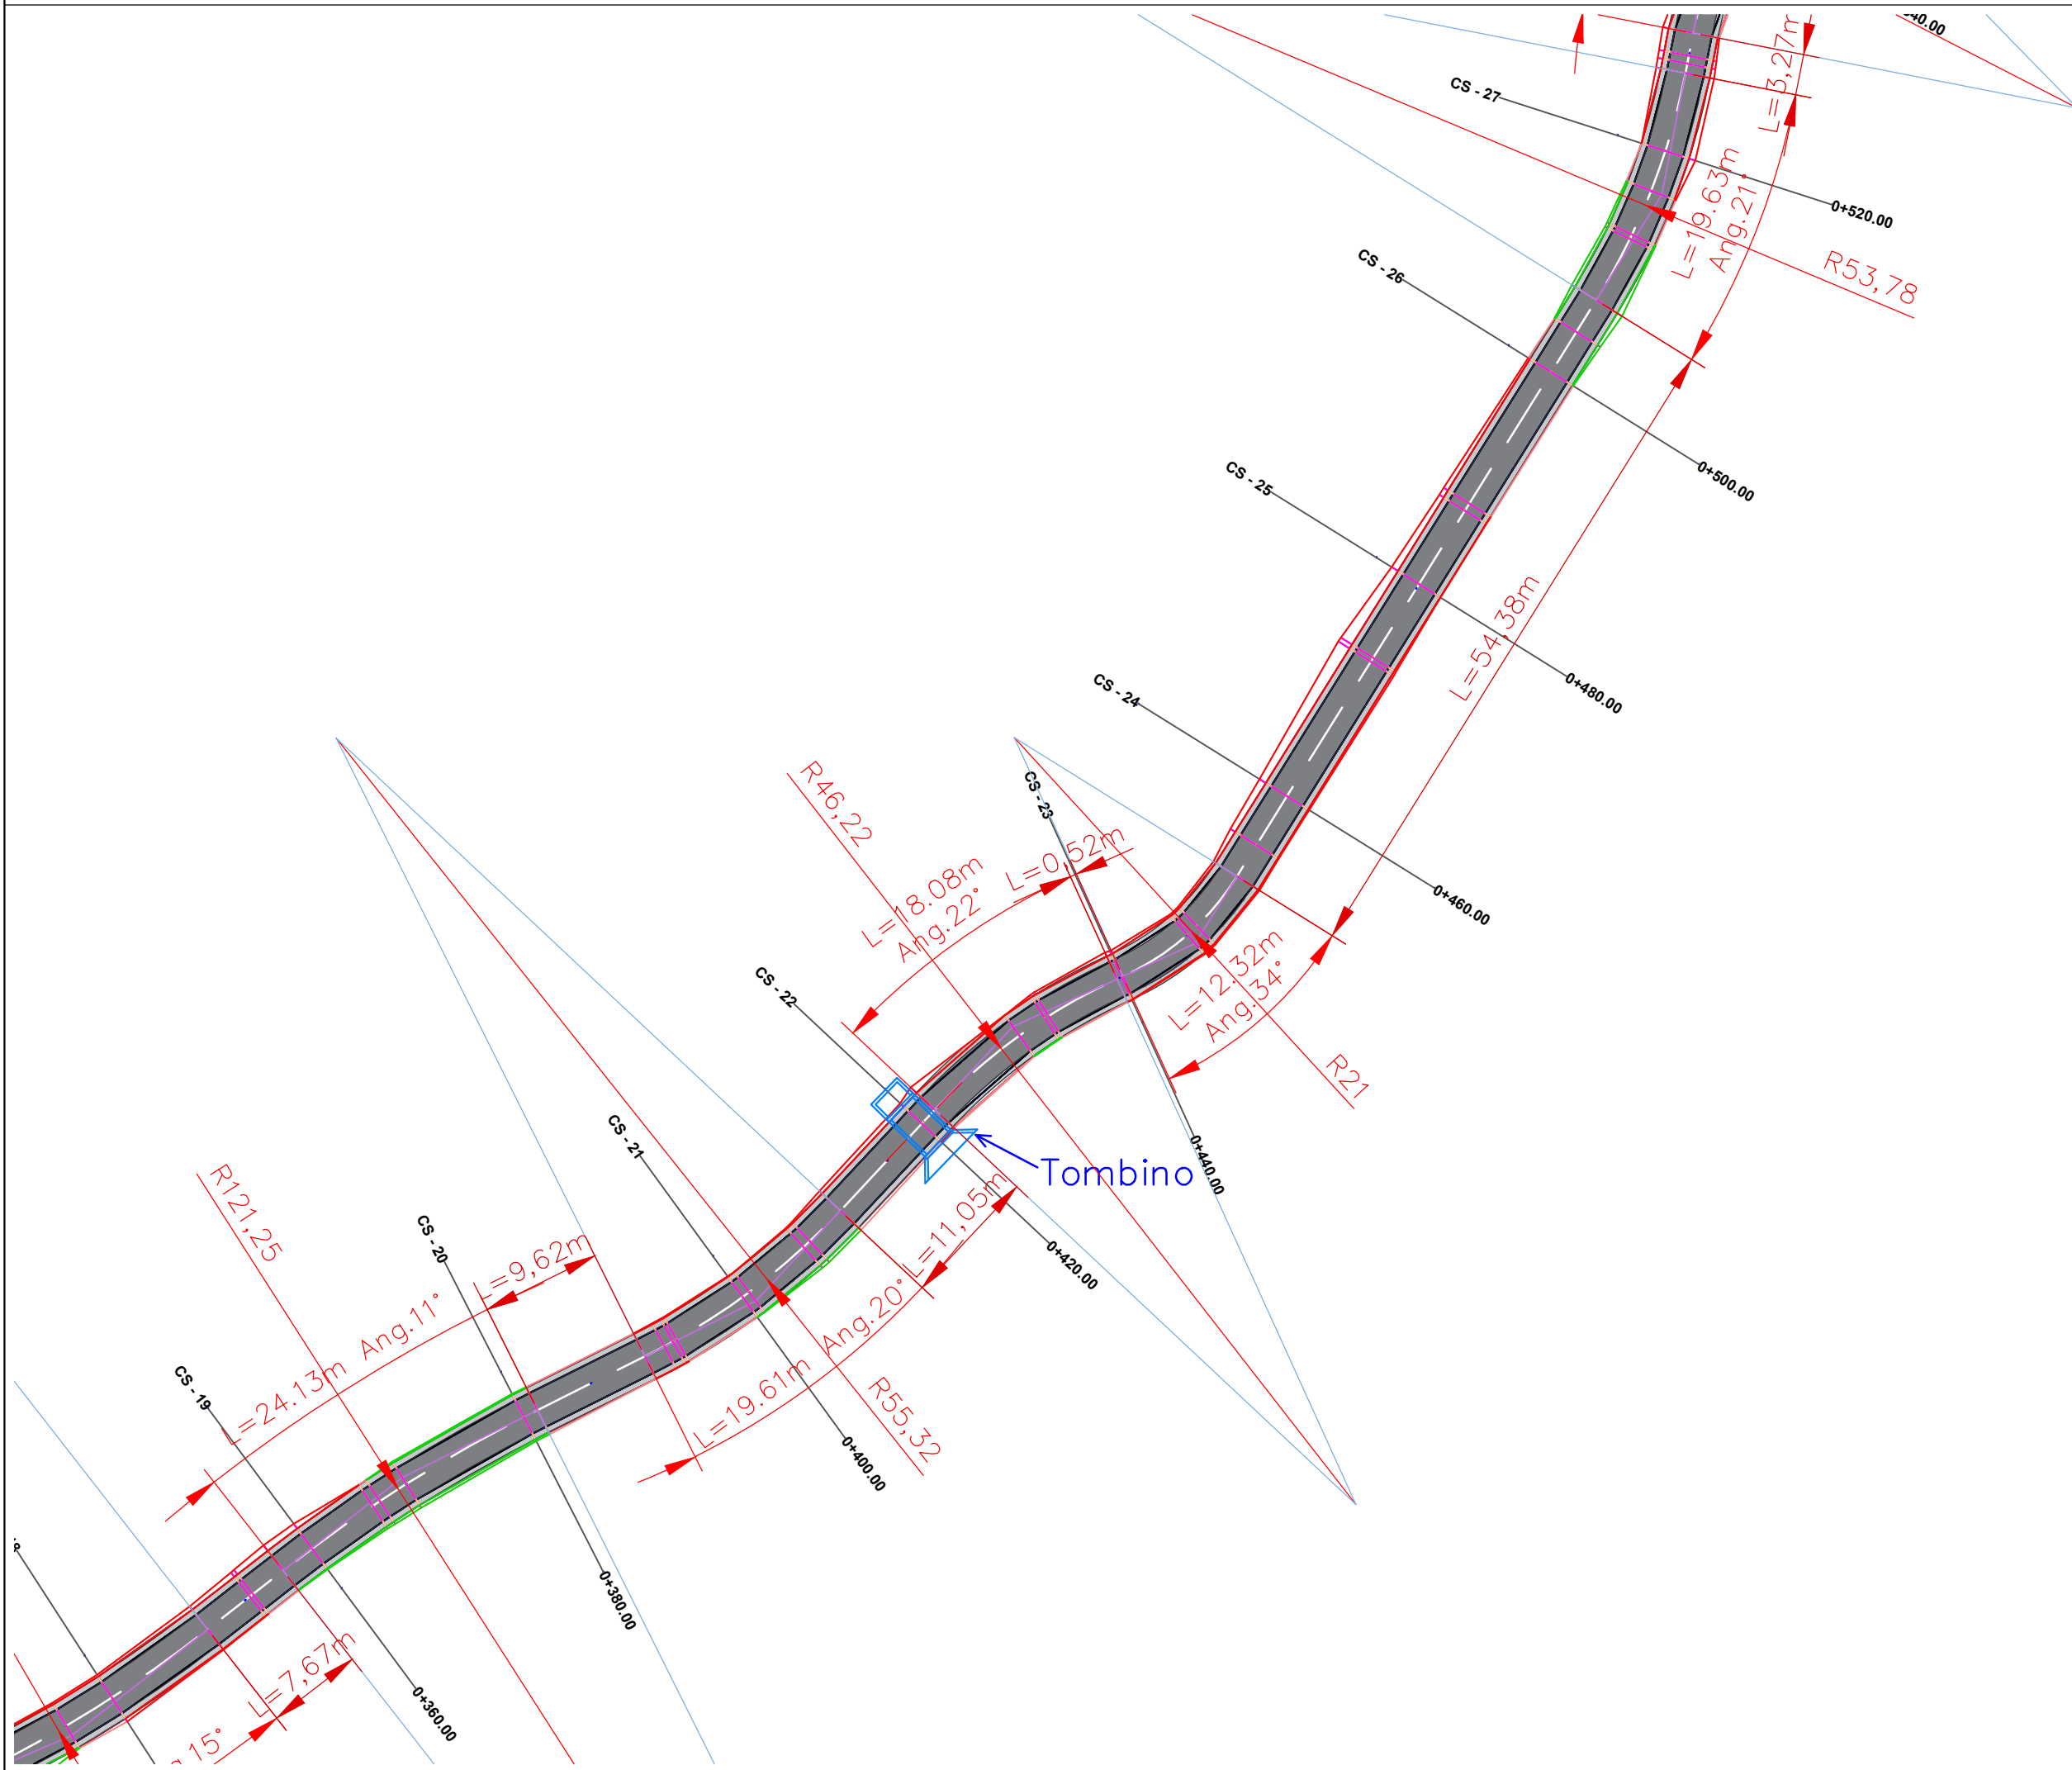 0+540.00
L=3,27m
CS - 27
0+520.00
L=19.63m
Ang.21°
R53,78
CS - 26
0+500.00
CS - 25
L=54,38m
0+480.00
CS - 24
0+460.00
CS - 23
R46,22
L=0,52m
L=18.08m
Ang.22°
L=12.32m
Ang.34°
R21
CS - 22
0+440.00
Tombino
CS - 21
L=11,05m
0+420.00
R121,25
CS - 20
L=9,62m
L=24.13m Ang.11°
L=19.61m Ang.20°
R55,32
0+400.00
CS - 19
0+380.00
L=7,67m
0+360.00
15°